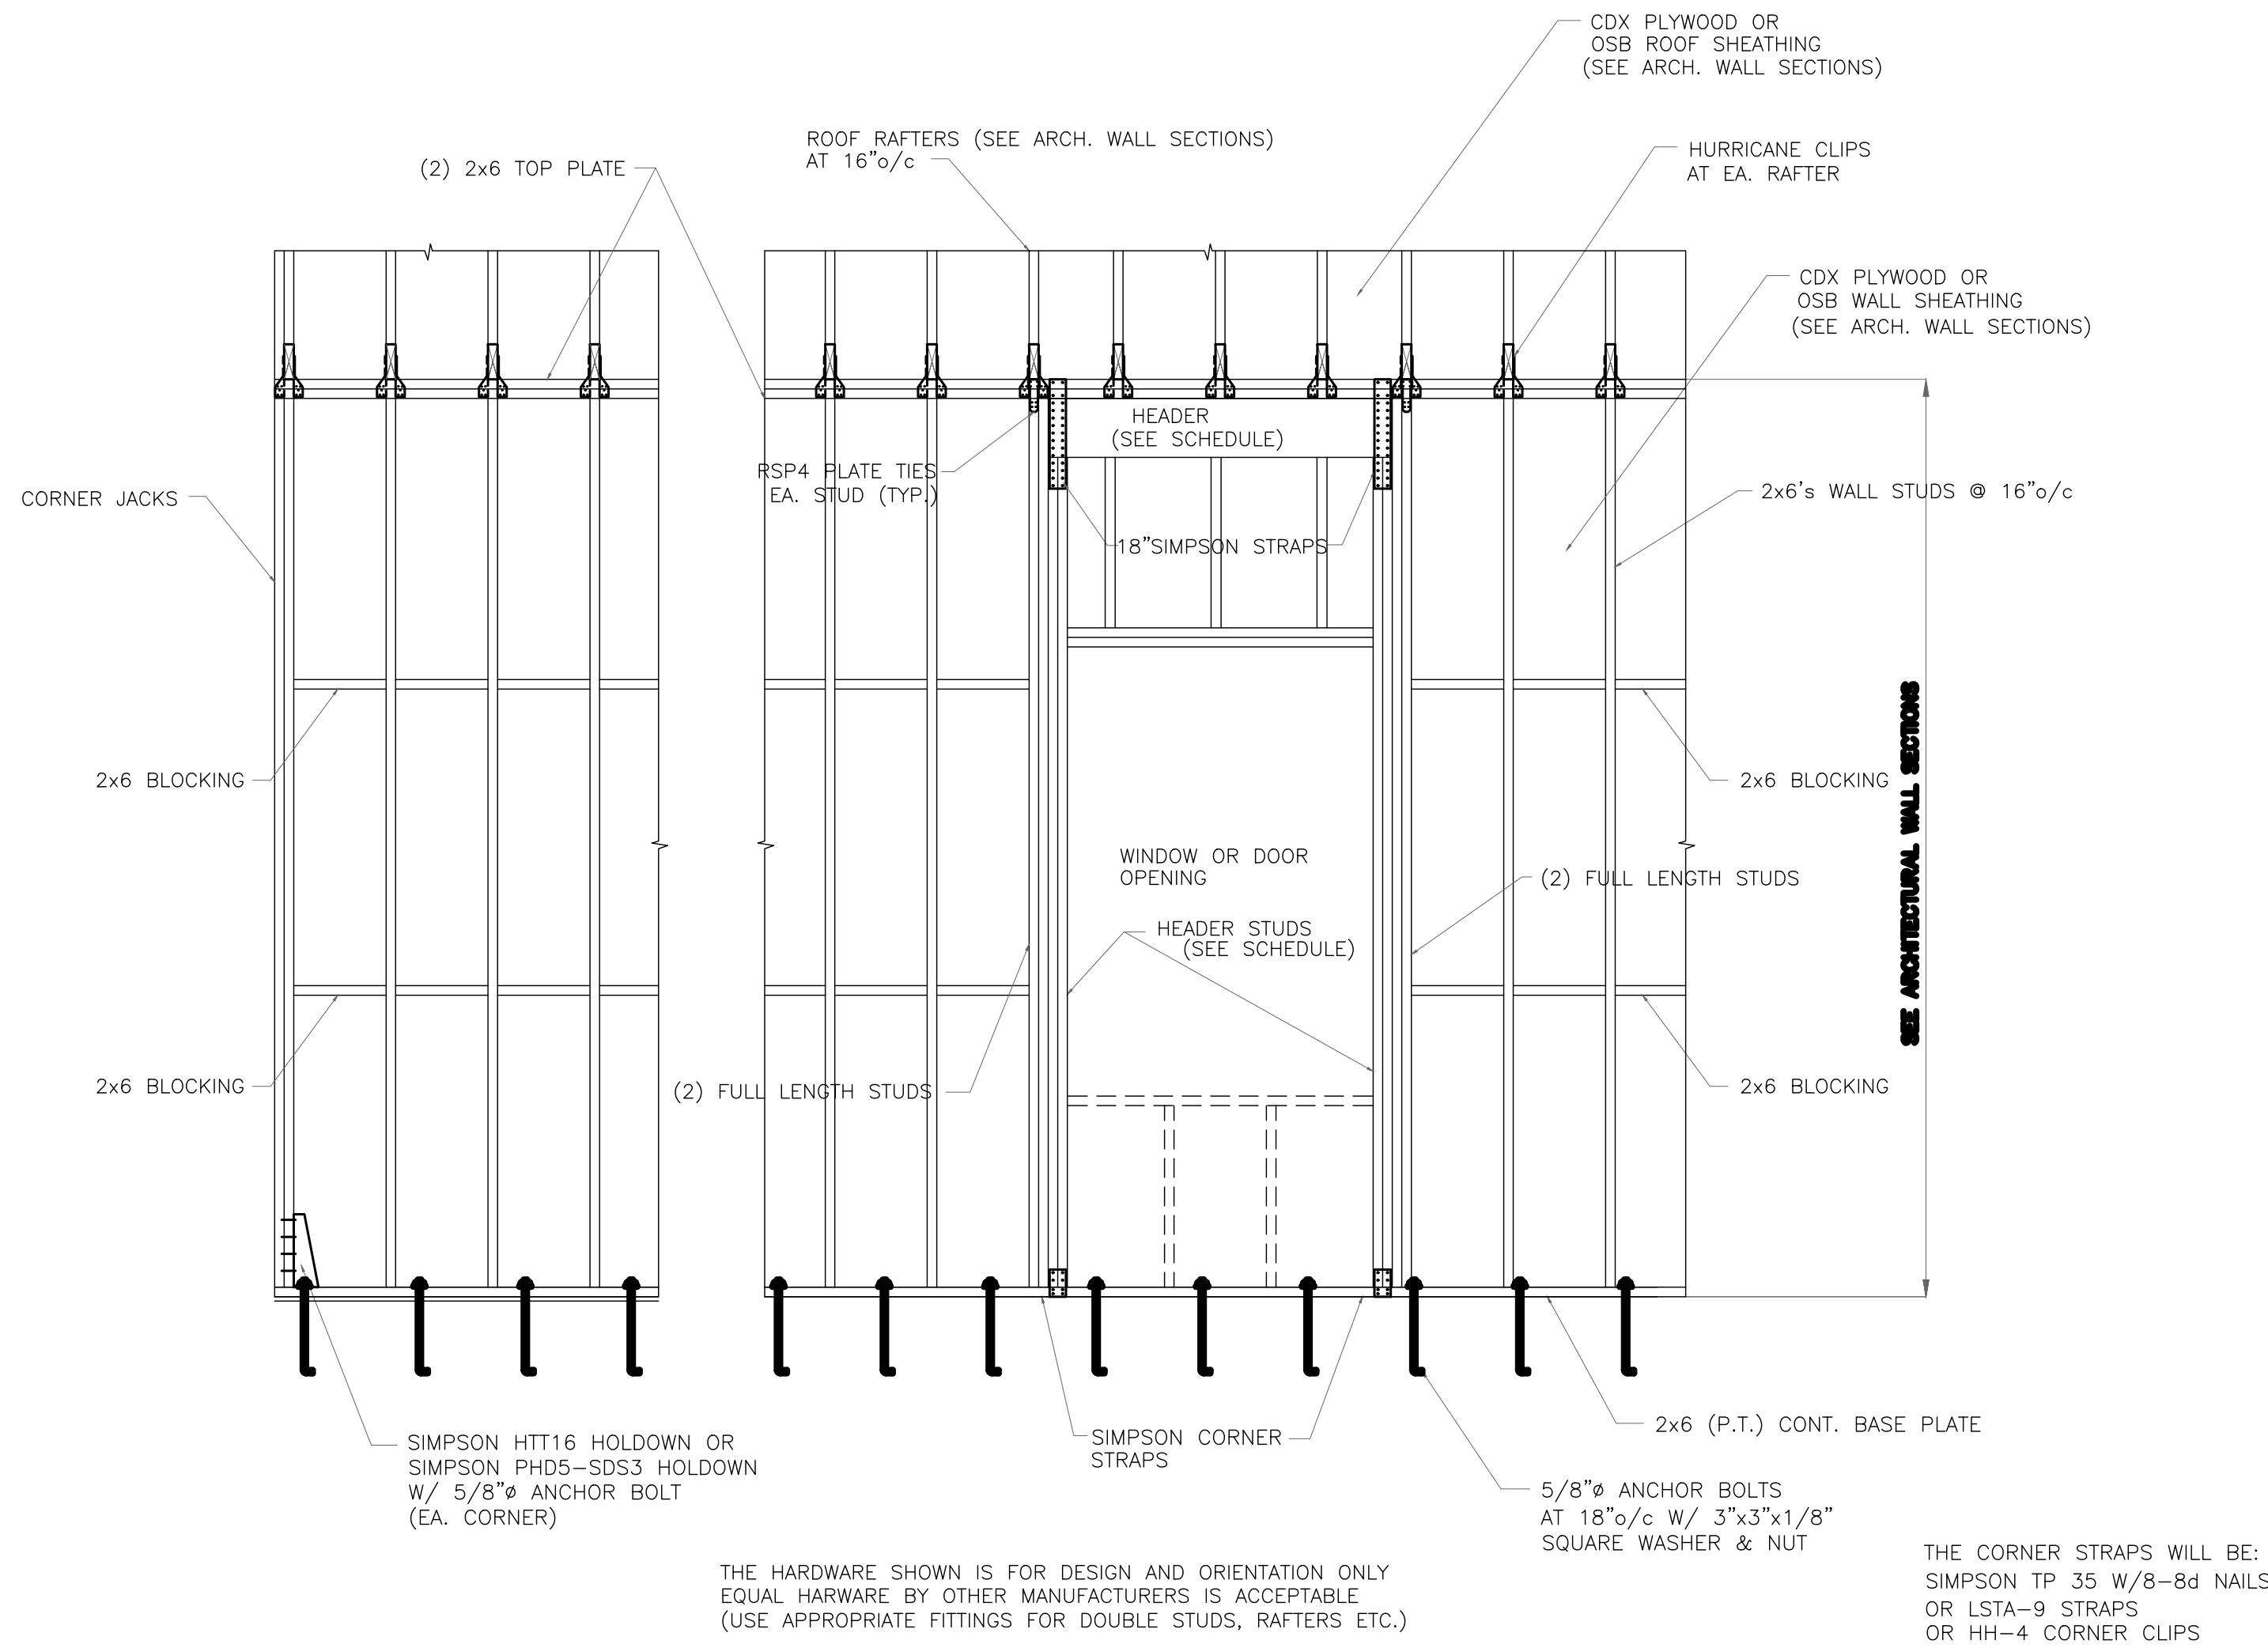 CDX PLYWOOD OR
OSB ROOF SHEATHING
(SEE ARCH. WALL SECTIONS)
ROOF RAFTERS (SEE ARCH. WALL SECTIONS)
AT 16"o/c
(2) 2x6 TOP PLATE
HURRICANE CLIPS
AT EA. RAFTER
CDX PLYWOOD OR
OSB WALL SHEATHING
(SEE ARCH. WALL SECTIONS)
HEADER
(SEE SCHEDULE)
RSP4 PLATE TIES
EA. STUD (TYP.)
CORNER JACKS
2x6's WALL STUDS @ 16"o/c
18"SIMPSON STRAPS
2x6 BLOCKING
2x6 BLOCKING
SEE ARCHITECTURAL WALL SECTIONS
WINDOW OR DOOR
OPENING
(2) FULL LENGTH STUDS
HEADER STUDS
(SEE SCHEDULE)
2x6 BLOCKING
(2) FULL LENGTH STUDS
2x6 BLOCKING
SIMPSON HTT16 HOLDOWN OR
SIMPSON PHD5-SDS3 HOLDOWN
W/ 5/8"ø ANCHOR BOLT
(EA. CORNER)
SIMPSON CORNER
STRAPS
2x6 (P.T.) CONT. BASE PLATE
5/8"ø ANCHOR BOLTS
AT 18"o/c W/ 3"x3"x1/8"
SQUARE WASHER & NUT
THE HARDWARE SHOWN IS FOR DESIGN AND ORIENTATION ONLY
EQUAL HARWARE BY OTHER MANUFACTURERS IS ACCEPTABLE
(USE APPROPRIATE FITTINGS FOR DOUBLE STUDS, RAFTERS ETC.)
THE CORNER STRAPS WILL BE:
SIMPSON TP 35 W/8-8d NAILS
OR LSTA-9 STRAPS
OR HH-4 CORNER CLIPS